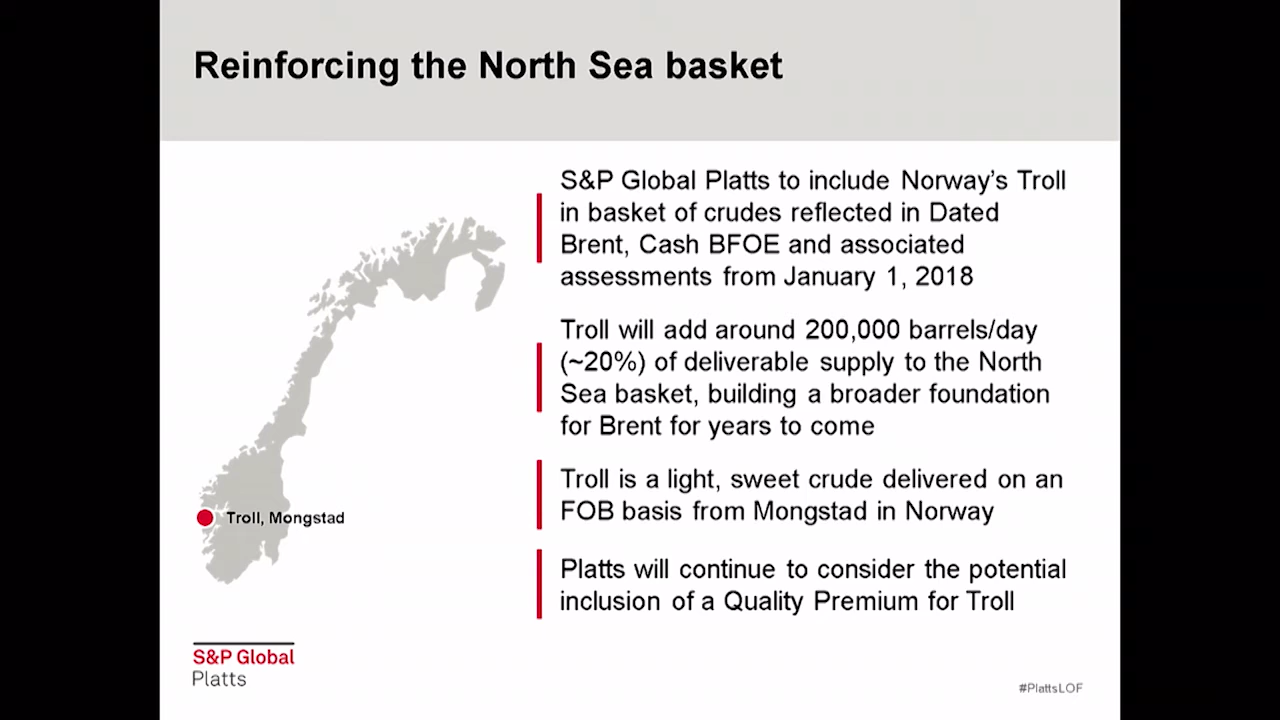 Reinforcing the North Sea basket
S&P Global Platts to include Norway’s Troll
in basket of crudes reflected in Dated
Brent, Cash BFOE and associated
assessments from January 1, 2018
Troll will add around 200,000 barrels/day
(~20%) of deliverable supply to the North
Sea basket, building a broader foundation
for Brent for years to come
Troll is a light, sweet crude delivered on an
FOB basis from Mongstad in Norway
Platts will continue to consider the potential
inclusion of a Quality Premium for Troll
Troll, Mongstad
S&P Global
Platts
#PlattsLOF